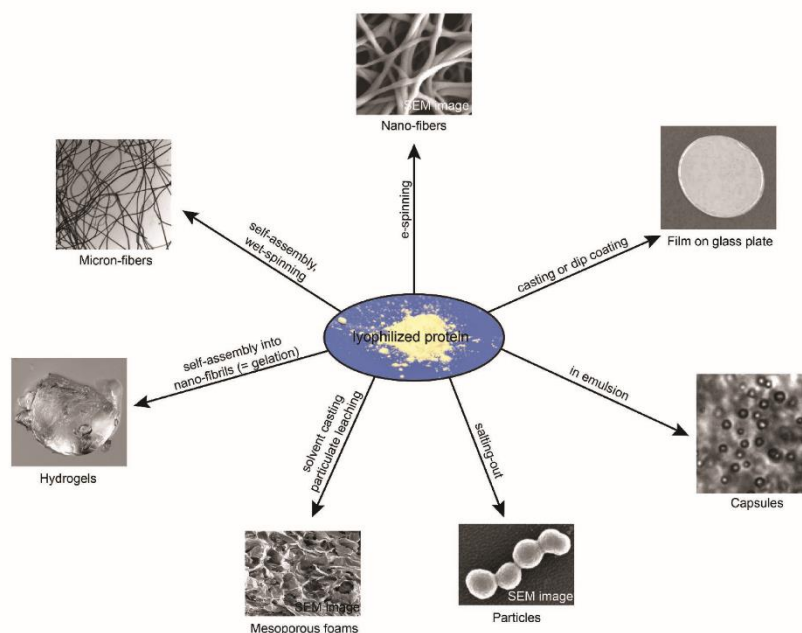 SEM image
Nano-fibers
e-spinning
Film on glass plate
casting or dip coating
Micron-fibers
self-assembly,
wet-spinning
lyophilized protein
self-assembly into
nano-fibrils (= gelation)
Hydrogels
in emulsion
Capsules
solvent casting
particulate leaching
salting-out
SEM image
Mesoporous foams
SEM image
Particles